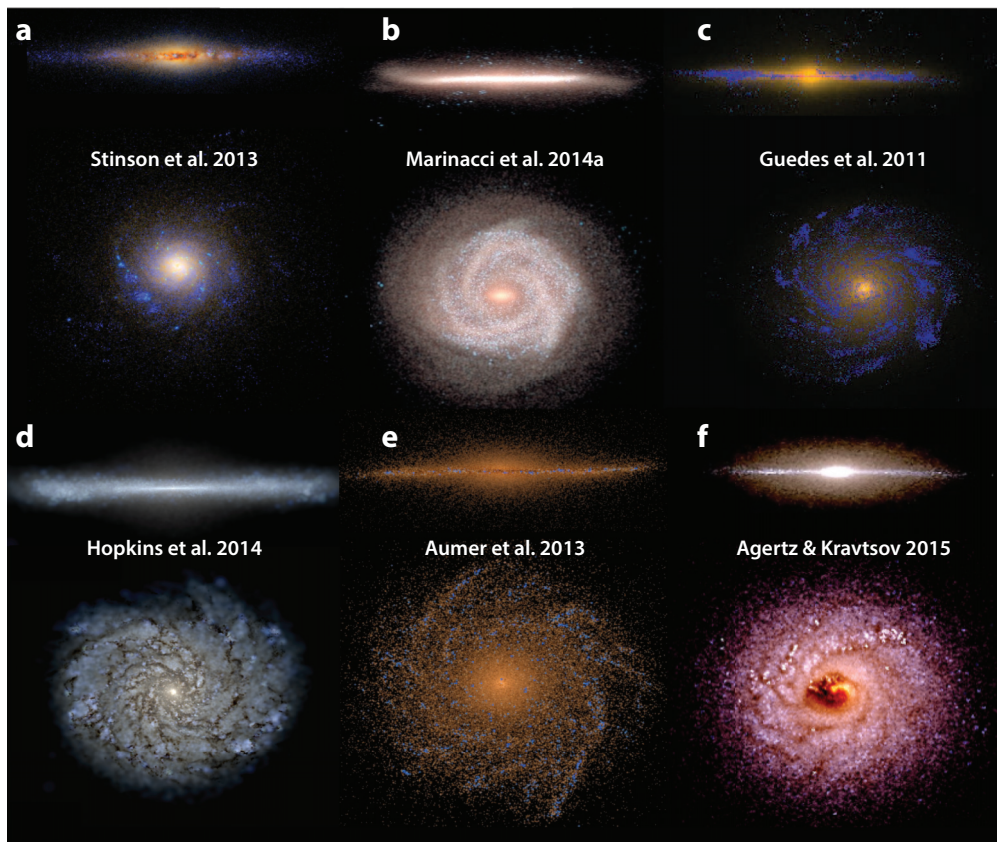 a
b
c
Stinson et al. 2013
Marinacci et al. 2014a
Guedes et al. 2011
d
e
f
Hopkins et al. 2014
Aumer et al. 2013
Agertz & Kravtsov 2015